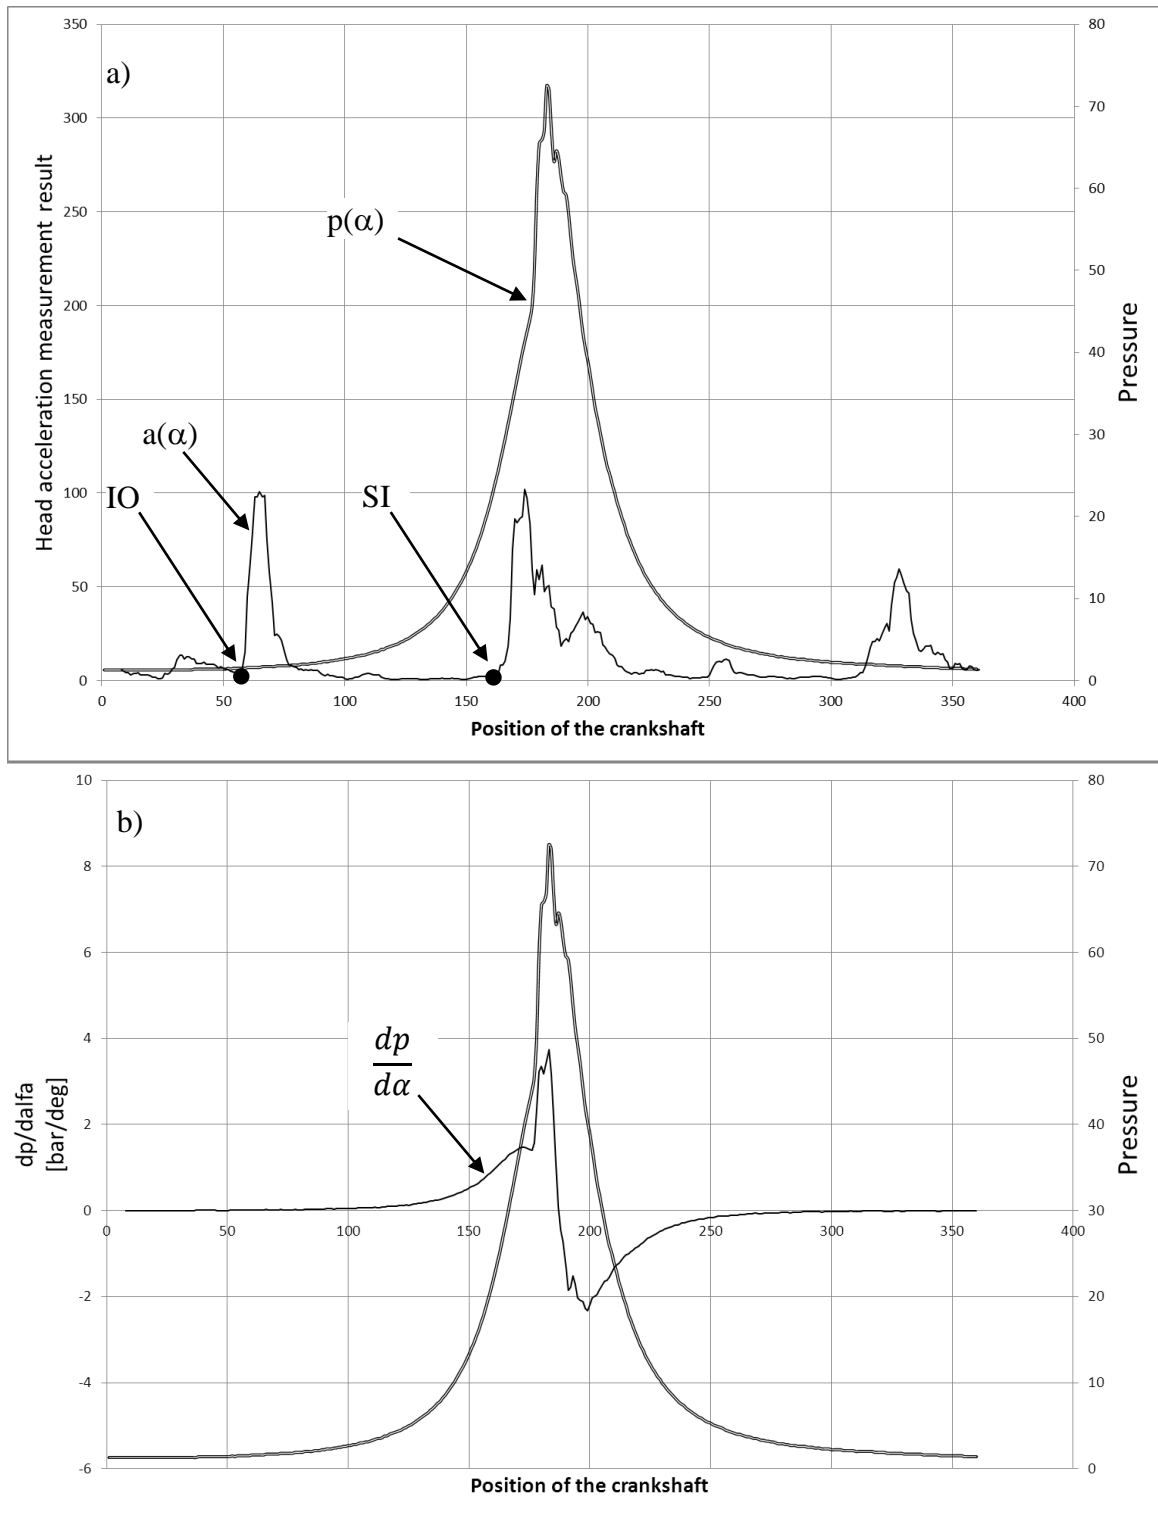 a)
350
300
250
200
150
100
50
0
Head acceleration measurement result
80
70
60
50
40
30
20
10
0
Pressure
p(α)
a(α)
IO
SI
0 50 100 150 200 250 300 350 400
Position of the crankshaft
b)
10
8
6
4
2
0
-2
-4
-6
dp/dalfa
[bar/deg]
80
70
60
50
40
30
20
10
0
Pressure
dp
dα
0 50 100 150 200 250 300 350 400
Position of the crankshaft